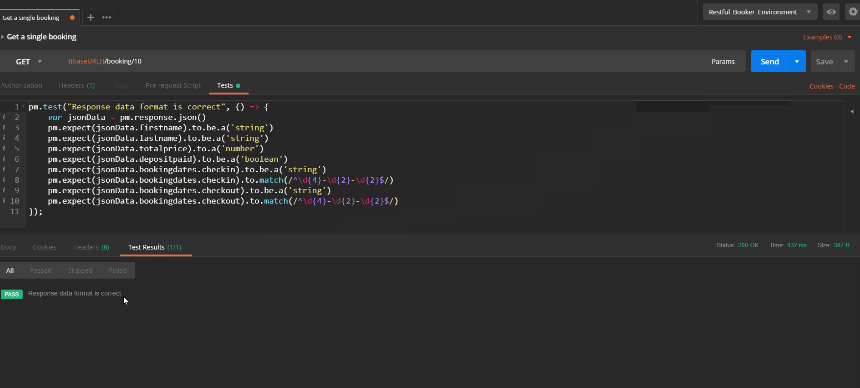 Get a single booking
Restful Booker Environment
Get a single booking
Examples (0)
GET
{{baseURL}}/booking/10
Params
Send
Save
Authorization
Headers (1)
Pre-request Script
Tests
Cookies
Code
1 pm.test("Response data format is correct", () => {
2 var jsonData = pm.response.json()
3 pm.expect(jsonData.firstname).to.be.a('string')
4 pm.expect(jsonData.lastname).to.be.a('string')
5 pm.expect(jsonData.totalprice).to.a('number')
6 pm.expect(jsonData.depositpaid).to.be.a('boolean')
7 pm.expect(jsonData.bookingdates.checkin).to.be.a('string')
8 pm.expect(jsonData.bookingdates.checkin).to.match(/^\d{4}-\d{2}-\d{2}$/)
9 pm.expect(jsonData.bookingdates.checkout).to.be.a('string')
10 pm.expect(jsonData.bookingdates.checkout).to.match(/^\d{4}-\d{2}-\d{2}$/)
11 });
Body
Cookies
Headers (8)
Test Results (1/1)
Status: 200 OK
Time: 432 ms
Size: 387 B
All
Passed
Skipped
Failed
PASS
Response data format is correct